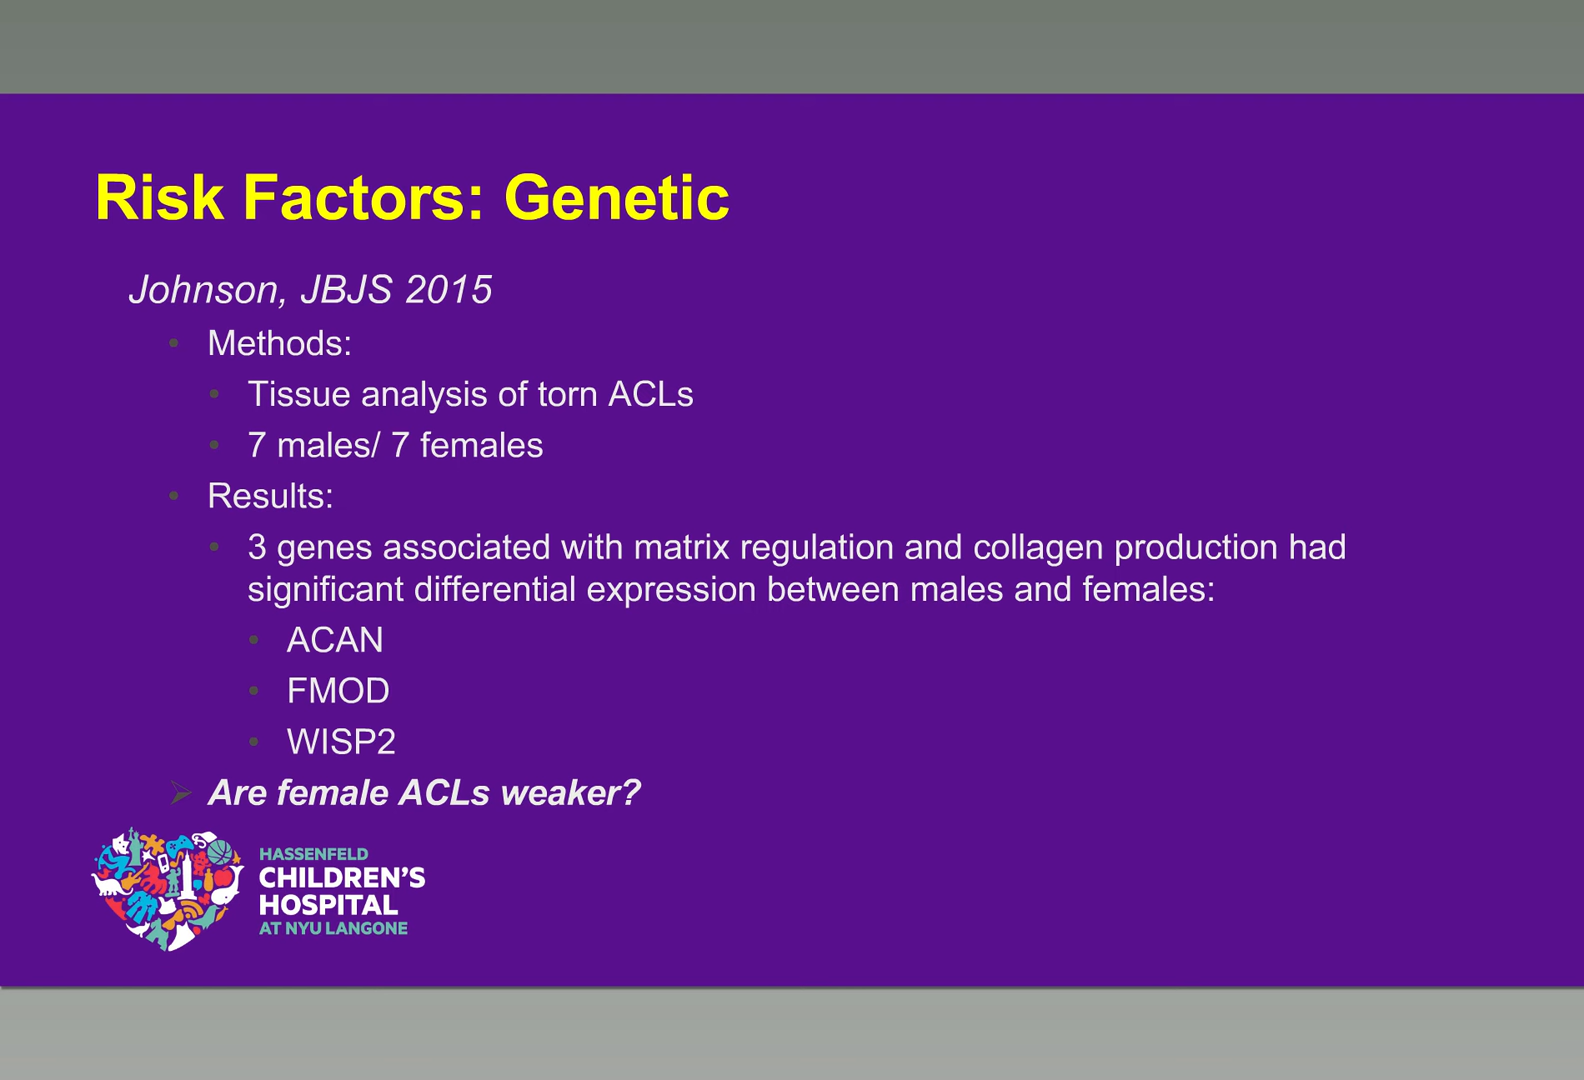 Risk Factors: Genetic
Johnson, JBJS 2015
• Methods:
• Tissue analysis of torn ACLs
• 7 males/ 7 females
• Results:
• 3 genes associated with matrix regulation and collagen production had
significant differential expression between males and females:
• ACAN
• FMOD
• WISP2
➢ Are female ACLs weaker?
HASSENFELD
CHILDREN'S
HOSPITAL
AT NYU LANGONE